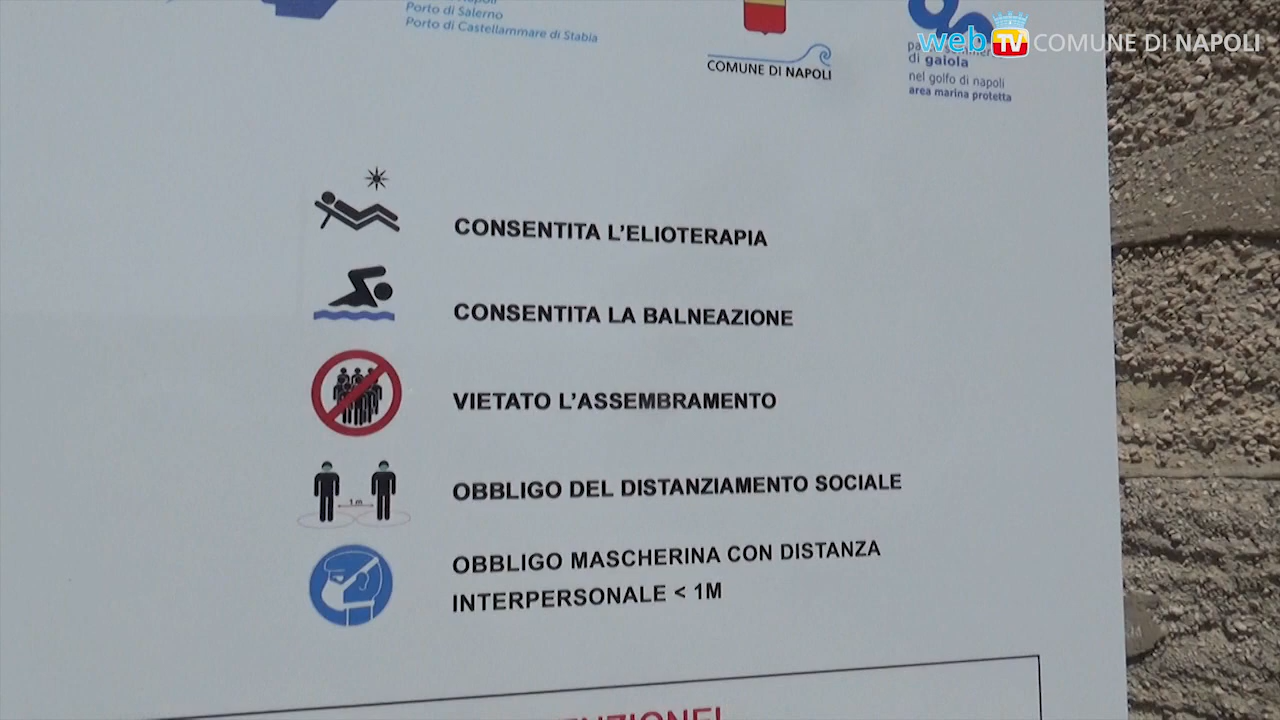 Porto di Salerno
Porto di Castellammare di Stabia
COMUNE DI NAPOLI
web TV COMUNE DI NAPOLI
di gaiola
nel golfo di napoli
area marina protetta
CONSENTITA L'ELIOTERAPIA
CONSENTITA LA BALNEAZIONE
VIETATO L'ASSEMBRAMENTO
1 m
OBBLIGO DEL DISTANZIAMENTO SOCIALE
OBBLIGO MASCHERINA CON DISTANZA
INTERPERSONALE < 1M